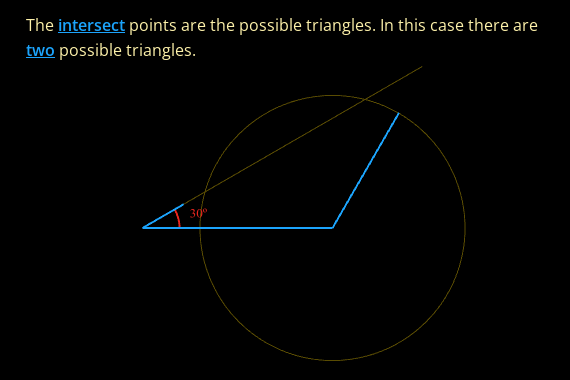 The intersect points are the possible triangles. In this case there are
two possible triangles.
30°